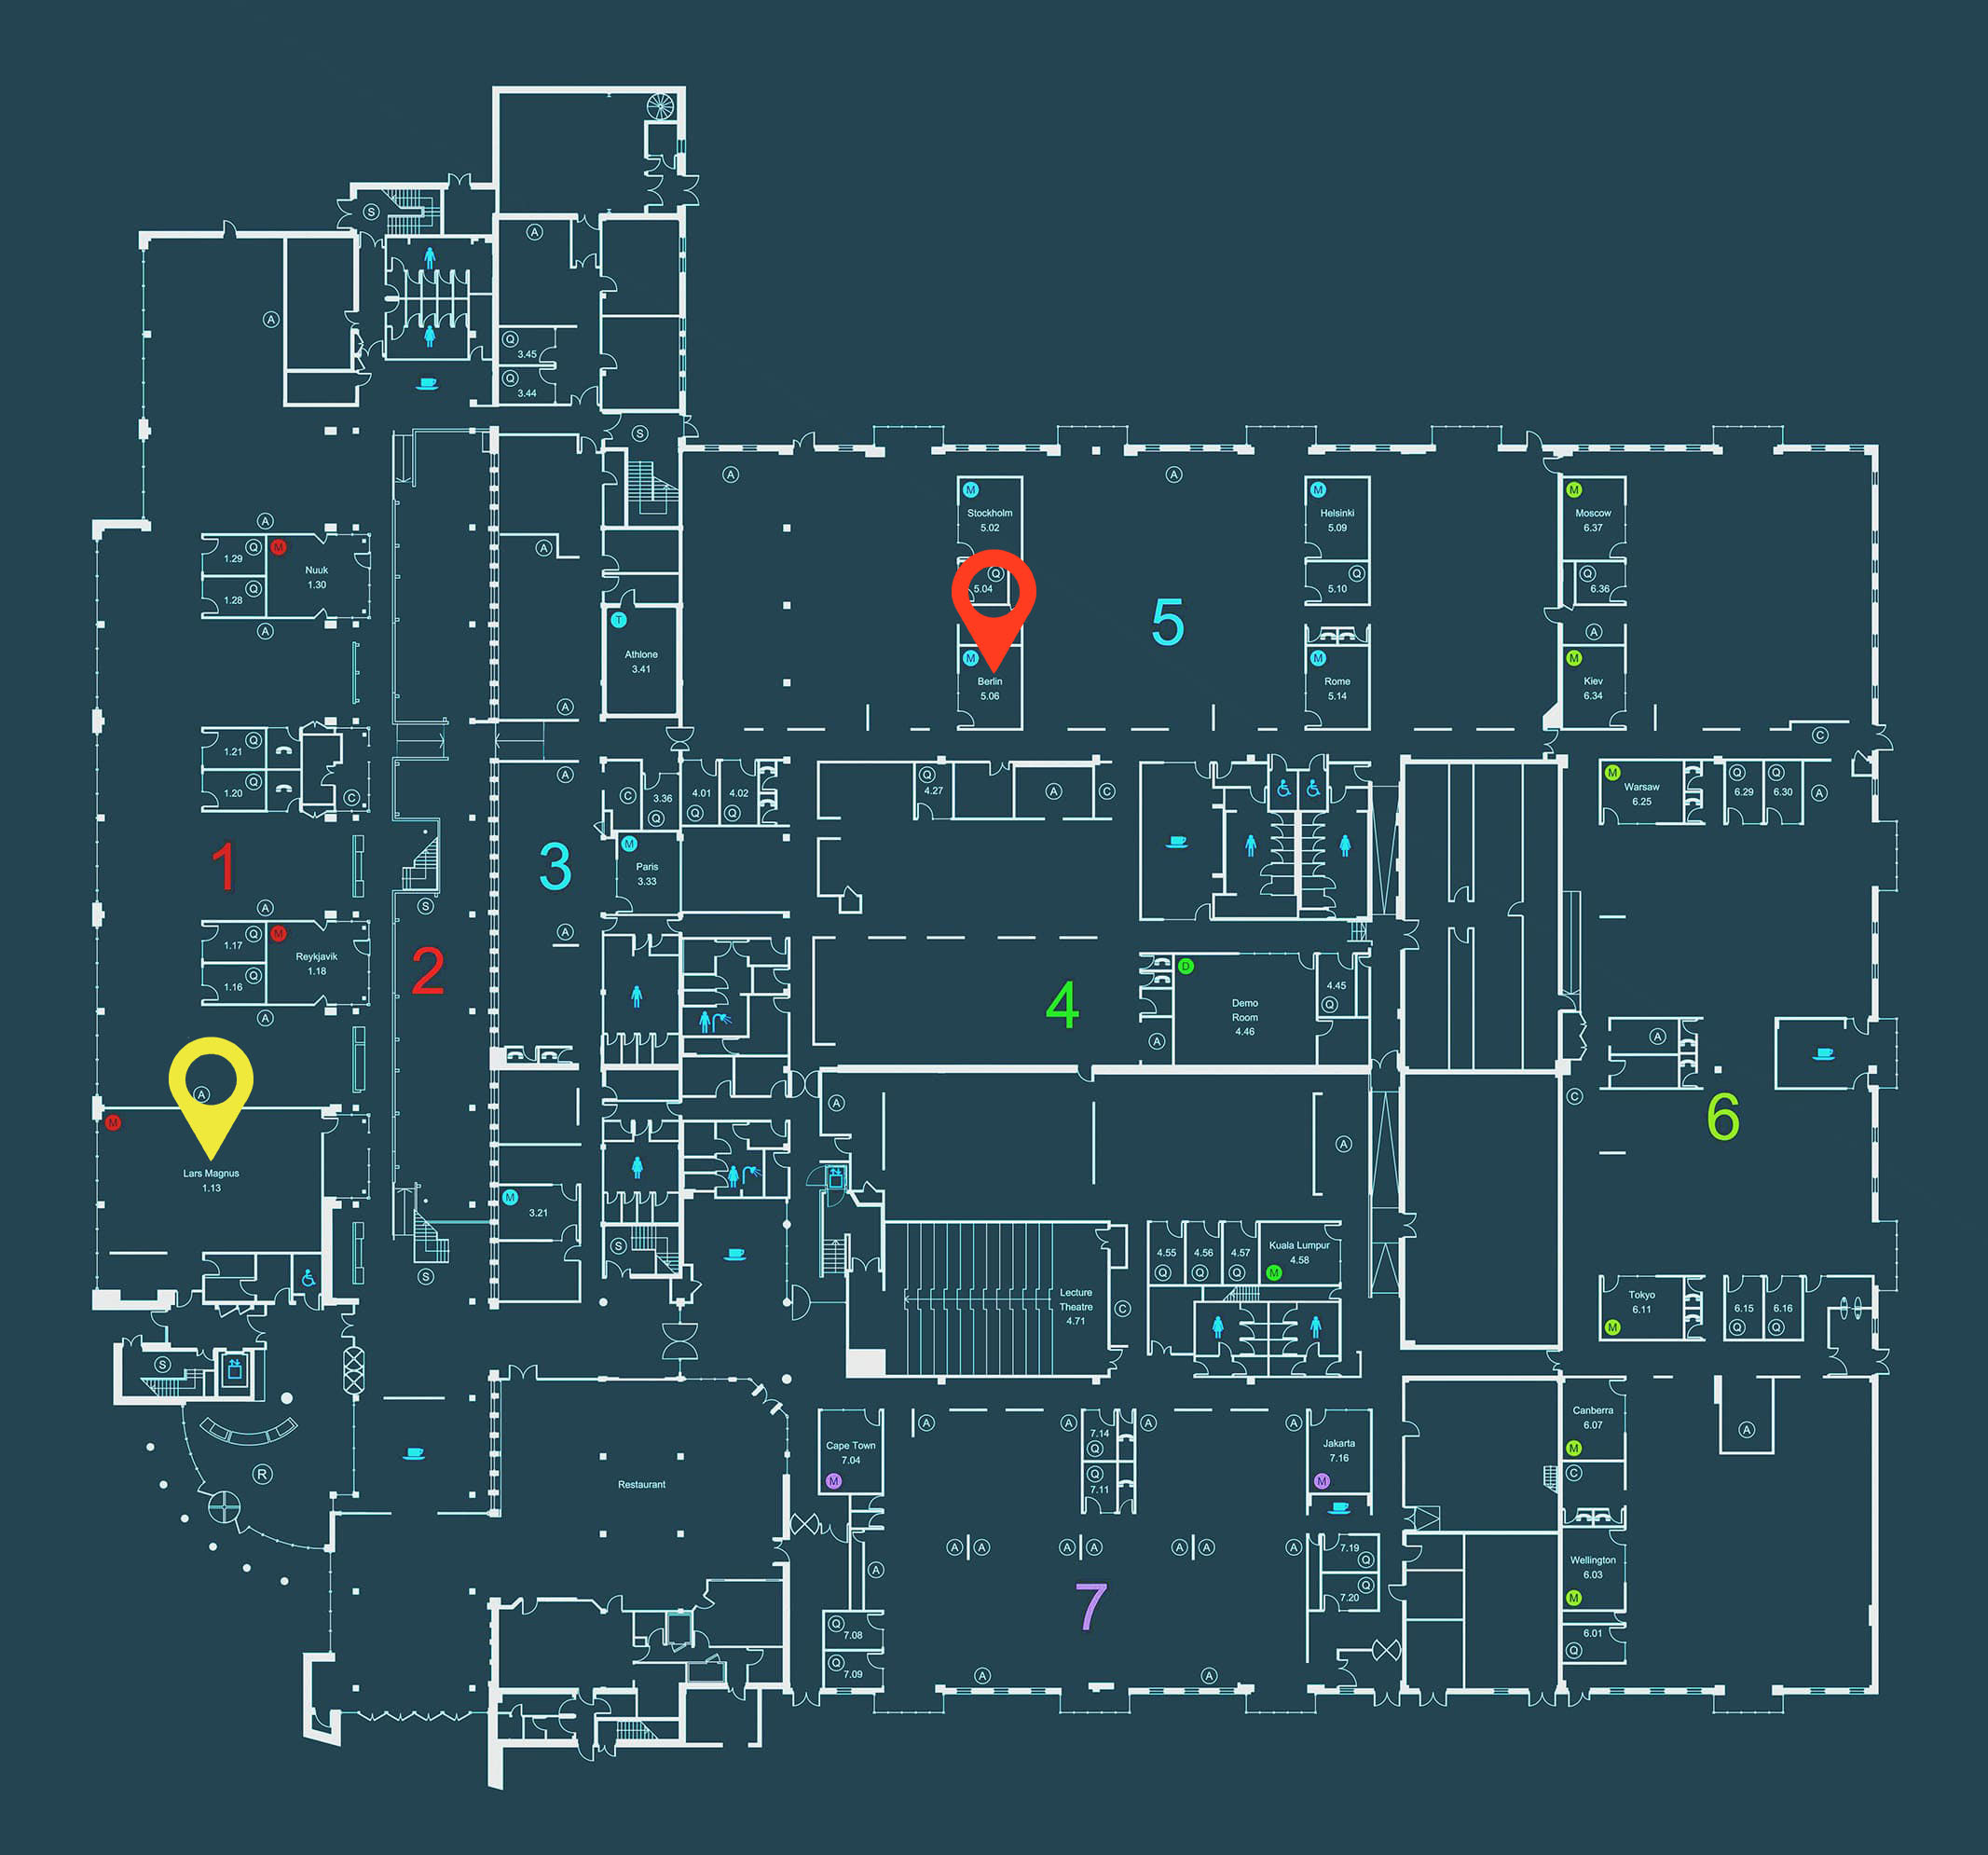 S
A
A
Q
3.45
Q
3.44
S
A
A
M
Stockholm
5.02
M
Helsinki
5.09
M
Moscow
6.37
A
Q
1.29
Q
1.28
M
Nuuk
1.30
A
A
Q
5.04
Q
5.10
Q
6.36
T
Athlone
3.41
5
A
M
Berlin
5.06
M
Rome
5.14
M
Kiev
6.34
A
C
Q
1.21
Q
1.20
C
A
C
3.36
Q
4.01
Q
4.02
Q
Q
4.27
A
C
M
Warsaw
6.25
Q
6.29
Q
6.30
A
1
3
M
Paris
3.33
A
S
A
Q
1.17
Q
1.16
M
Reykjavik
1.18
A
2
4
D
Demo
Room
4.46
4.45
Q
A
A
A
M
Lars Magnus
1.13
A
A
C
6
M
3.21
S
S
4.55
Q
4.56
Q
4.57
Q
Kuala Lumpur
4.58
M
Lecture
Theatre
4.71
C
Tokyo
6.11
M
6.15
Q
6.16
Q
S
R
Restaurant
Cape Town
7.04
M
A
A
7.14
Q
Q
7.11
A
A
Jakarta
7.16
M
Canberra
6.07
M
C
A
A
A
A
A
A
A
A
A
7.19
Q
Q
7.20
Wellington
6.03
M
7
Q
7.08
Q
7.09
A
A
6.01
Q